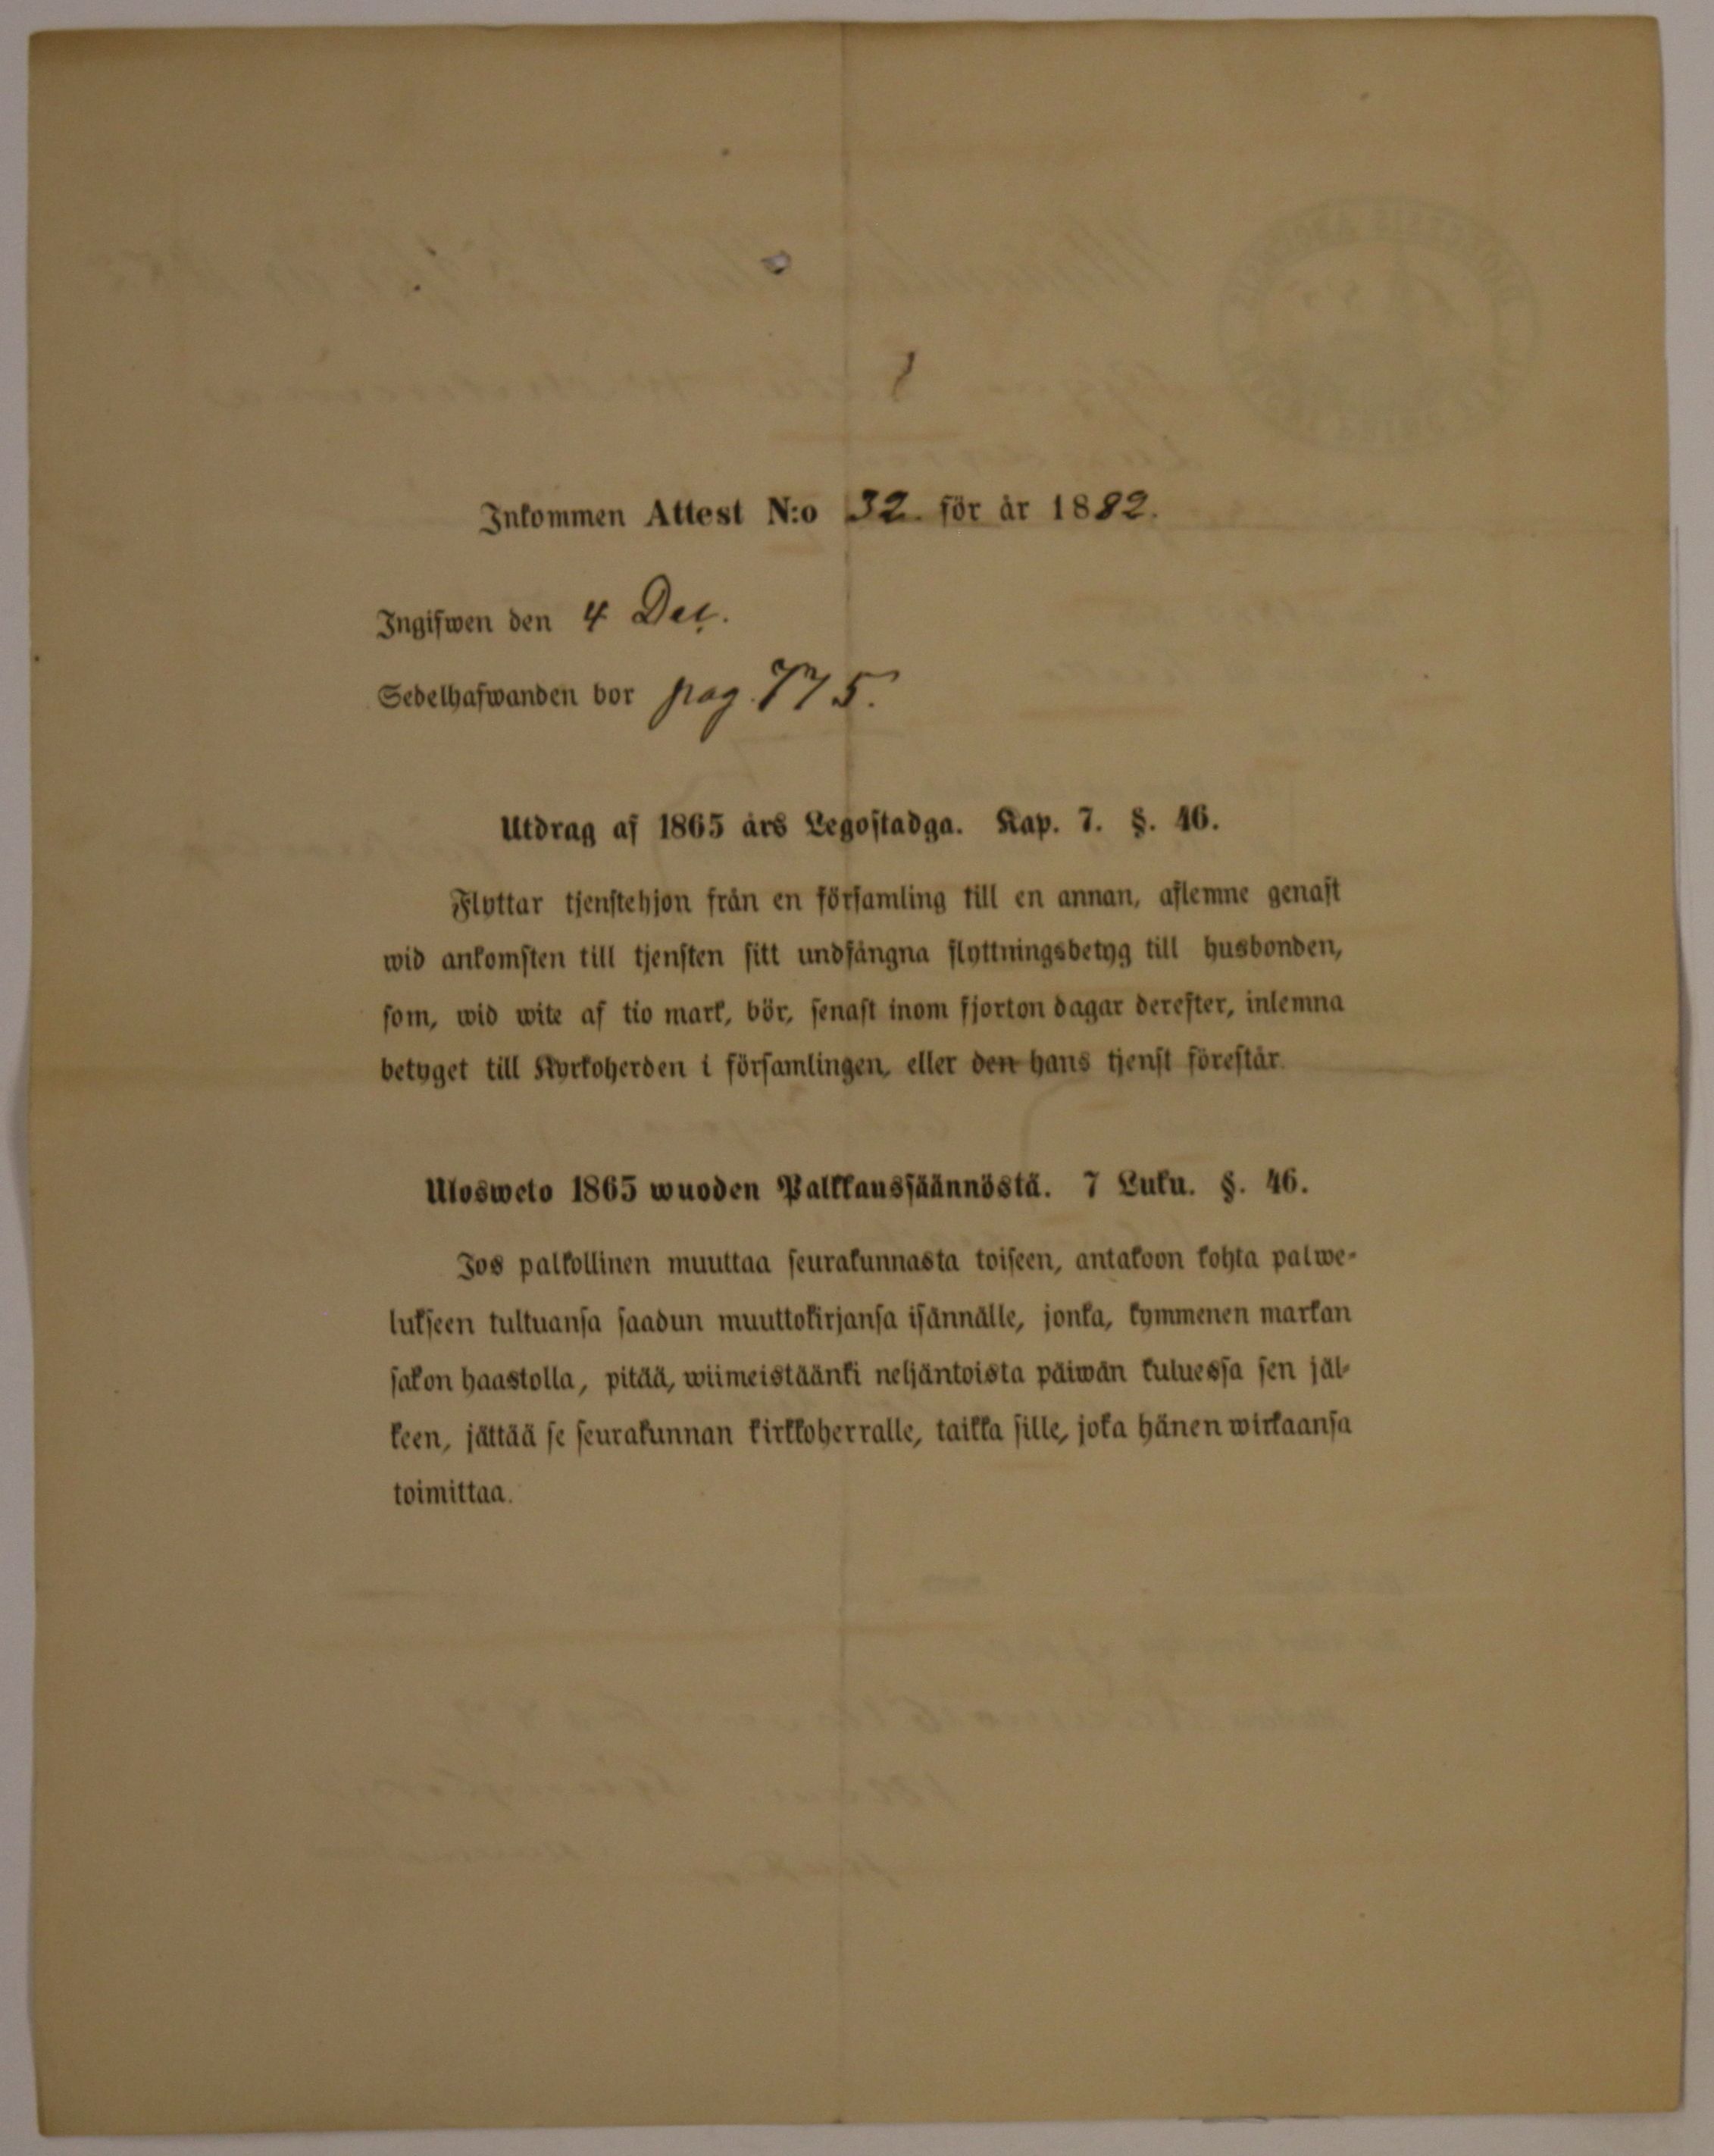 Inkommen Attest N:o 32. för år 1882.
Ingifwen den 4 Dec.
Sedelhafwanden bor pag. 775.
Utdrag af 1865 års Legostadga. Kap. 7. §. 46.
Flyttar tjenstehjon från en församling till en annan, aflemne genast
wid ankomsten till tjensten sitt undfångna flyttningsbetyg till husbonden,
som, wid wite af tio mark, bör, senast inom fjorton dagar derefter, inlemna
betyget till Kyrkoherden i församlingen, eller den hans tjenst förestår.
Ulosweto 1865 wuoden Palkkaussäännöstä. 7 Luku. §. 46.
Jos palkollinen muuttaa seurakunnasta toiseen, antakoon kohta palwe-
lukseen tultuansa saadun muuttokirjansa isännälle, jonka, kymmenen markan
sakon haastolla, pitää, wiimeistäänki neljäntoista päiwän kuluessa sen jäl-
keen, jättää se seurakunnan kirkkoherralle, taikka sille, joka hänen wirkaansa
toimittaa.